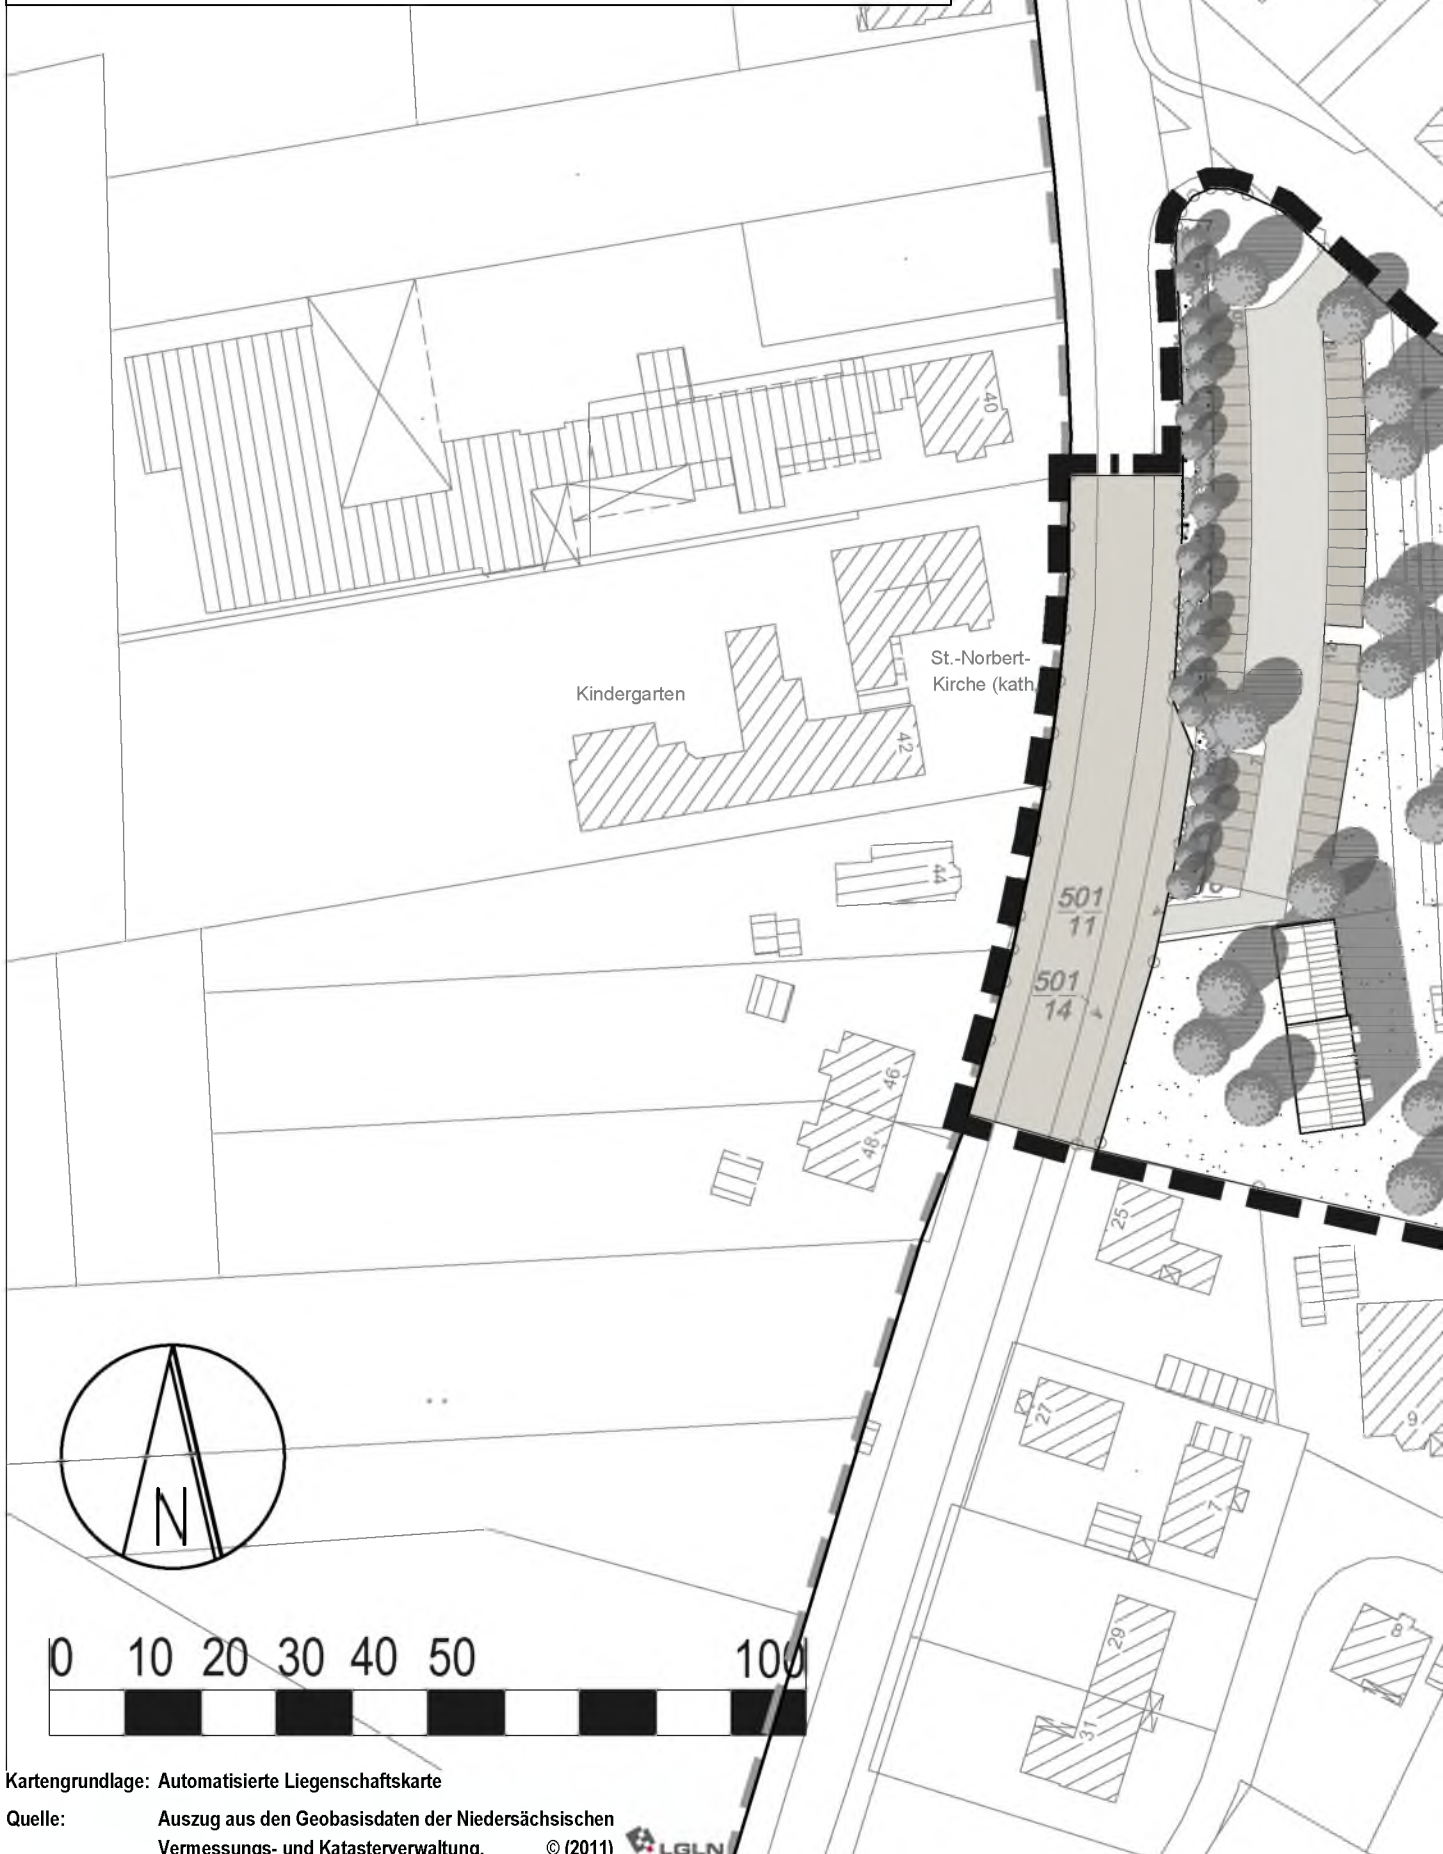 40
St.-Norbert-
Kirche (kath
Kindergarten
42
44
501
11
501
14
46
48
25
27
9
7
29
8
31
N
0 10 20 30 40 50 100
Kartengrundlage: Automatisierte Liegenschaftskarte
Quelle: Auszug aus den Geobasisdaten der Niedersächsischen
Vermessungs- und Katasterverwaltung, © (2011)
LGLN